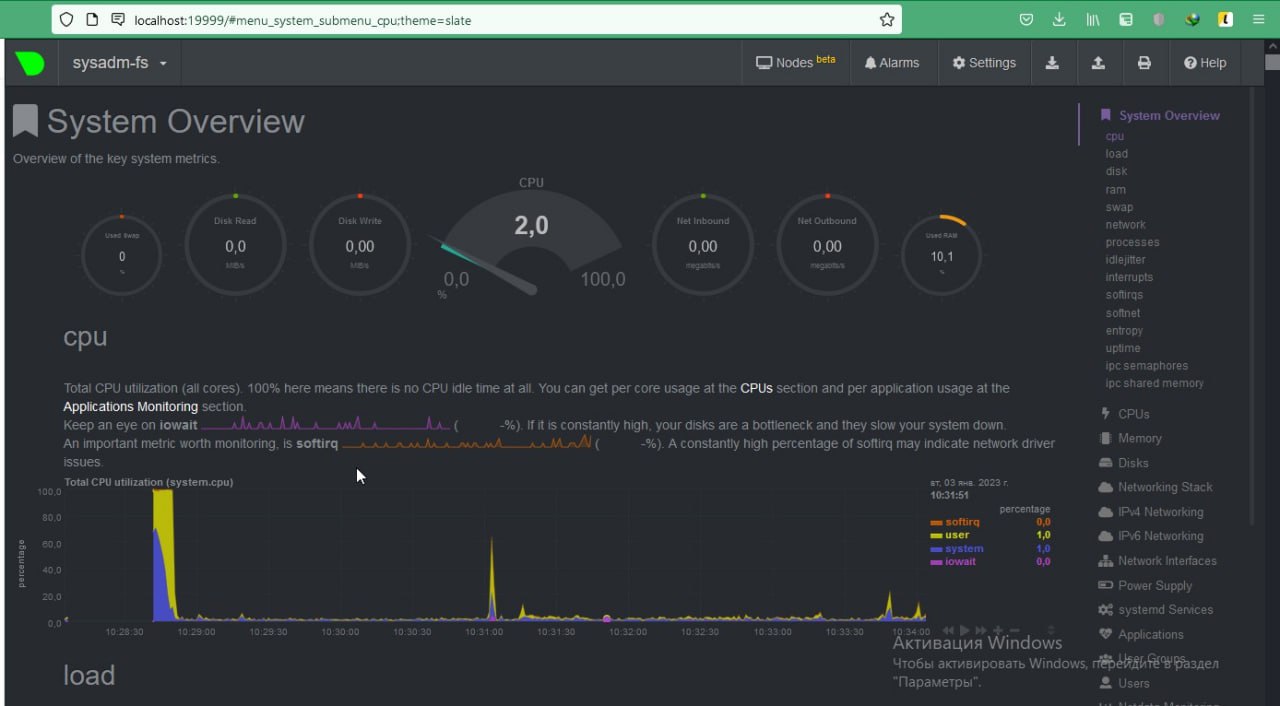 localhost:19999/#menu_system_submenu_cpu;theme=slate
sysadm-fs
Nodes beta
Alarms
Settings
Help
System Overview
Overview of the key system metrics.
Used Swap
0
%
Disk Read
0,0
MiB/s
Disk Write
0,00
MiB/s
CPU
2,0
0,0
100,0
%
Net Inbound
0,00
megabits/s
Net Outbound
0,00
megabits/s
Used RAM
10,1
%
cpu
Total CPU utilization (all cores). 100% here means there is no CPU idle time at all. You can get per core usage at the CPUs section and per application usage at the
Applications Monitoring section.
Keep an eye on iowait ( -%). If it is constantly high, your disks are a bottleneck and they slow your system down.
An important metric worth monitoring, is softirq ( -%). A constantly high percentage of softirq may indicate network driver
issues.
Total CPU utilization (system.cpu)
вт, 03 янв. 2023 г.
10:31:51
percentage
softirq 0,0
user 1,0
system 1,0
iowait 0,0
percentage
100,0
80,0
60,0
40,0
20,0
0,0
10:28:30 10:29:00 10:29:30 10:30:00 10:30:30 10:31:00 10:31:30 10:32:00 10:32:30 10:33:00 10:33:30 10:34:00
load
System Overview
cpu
load
disk
ram
swap
network
processes
idlejitter
interrupts
softirqs
softnet
entropy
uptime
ipc semaphores
ipc shared memory
CPUs
Memory
Disks
Networking Stack
IPv4 Networking
IPv6 Networking
Network Interfaces
Power Supply
systemd Services
Applications
User Groups
Users
Netdata Monitoring
Активация Windows
Чтобы активировать Windows, перейдите в раздел
"Параметры".